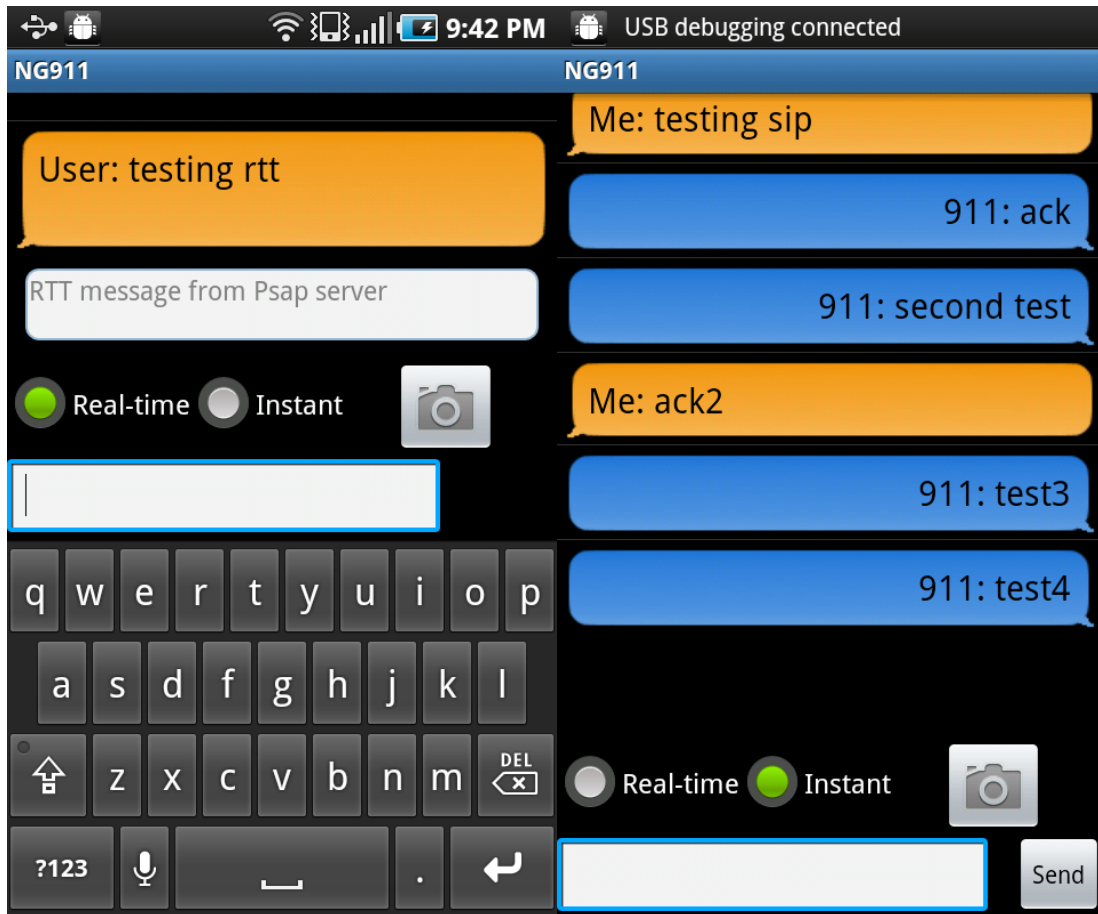 9:42 PM
NG911
User: testing rtt
RTT message from Psap server
Real-time Instant
q w e r t y u i o p
a s d f g h j k l
z x c v b n m DEL
?123 .
USB debugging connected
NG911
Me: testing sip
911: ack
911: second test
Me: ack2
911: test3
911: test4
Real-time Instant
Send